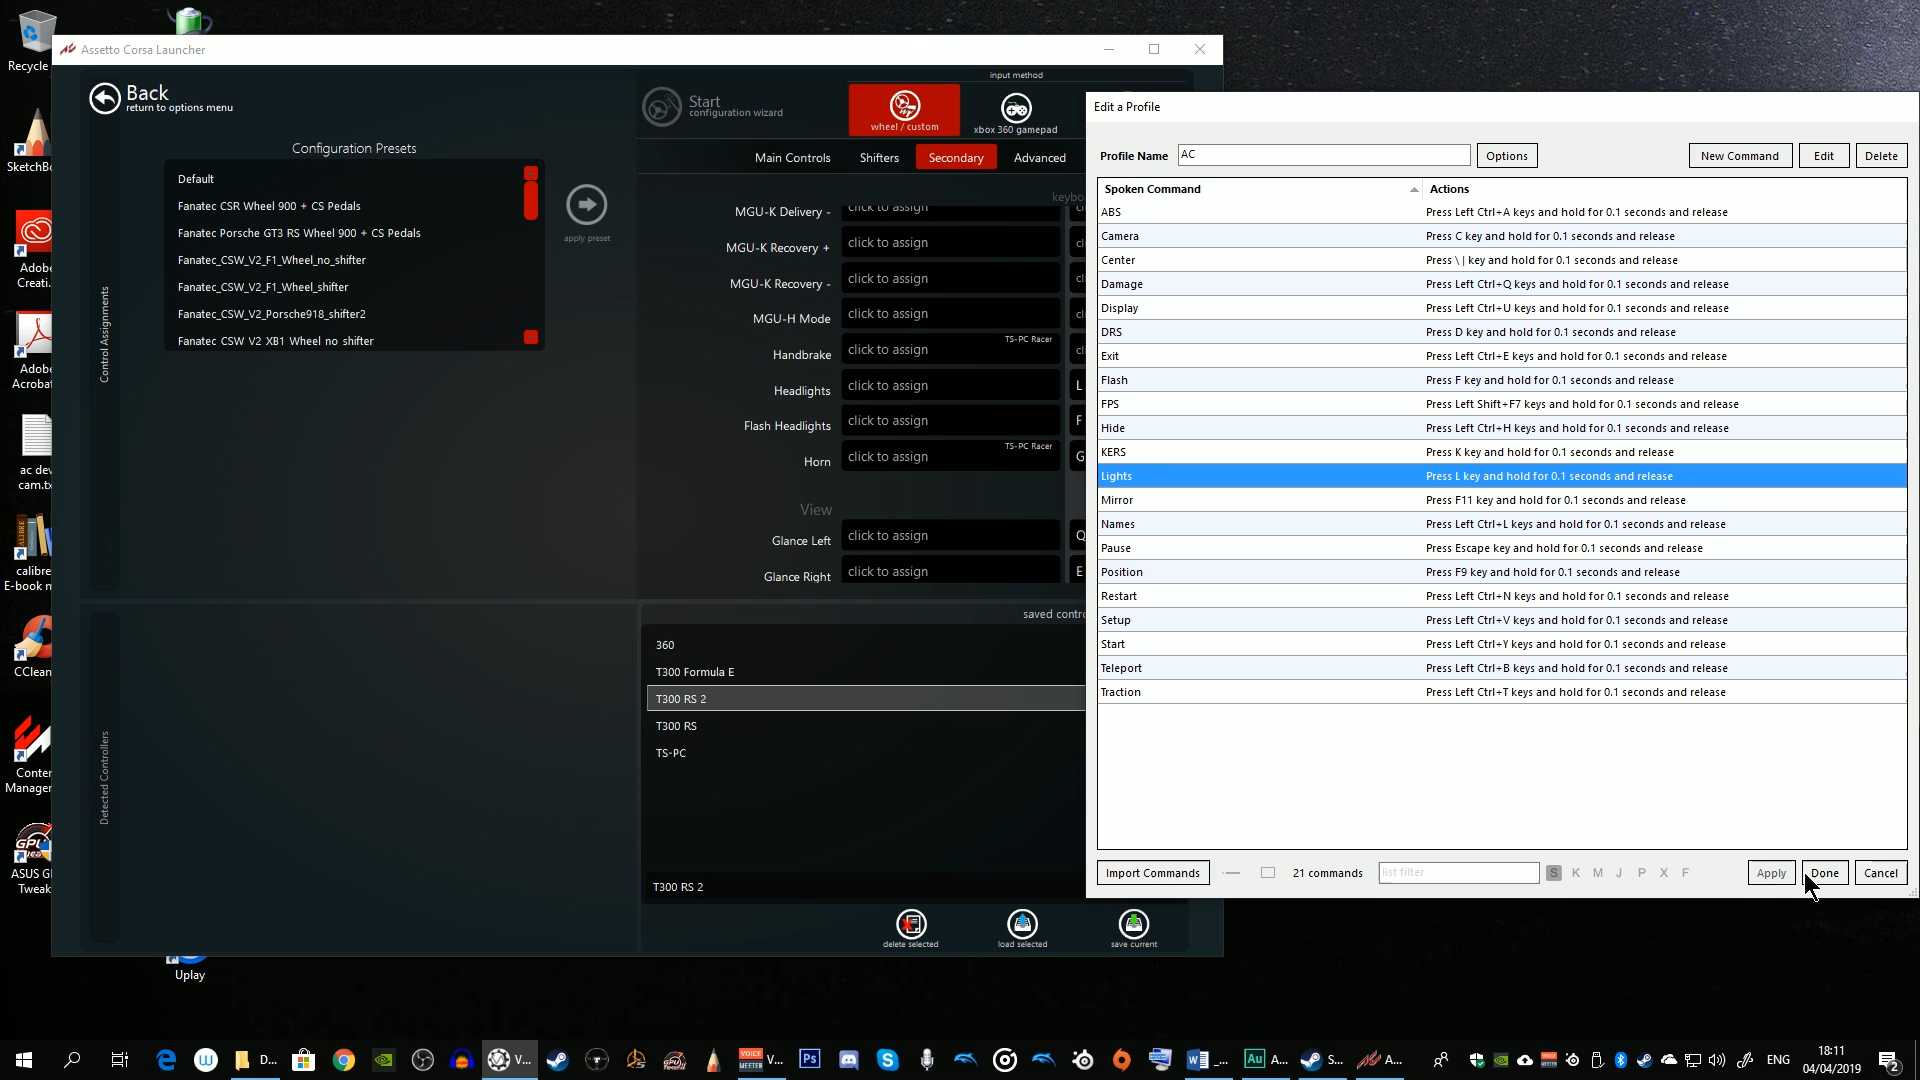 Recycle
SketchBo
Adobe
Creati...
Adobe
Acrobat
ac dev
cam.tx
calibre
E-book m
CClean
Conten
Manager
ASUS G
Tweak
Uplay
Assetto Corsa Launcher
Back
return to options menu
Configuration Presets
Default
Fanatec CSR Wheel 900 + CS Pedals
Fanatec Porsche GT3 RS Wheel 900 + CS Pedals
Fanatec_CSW_V2_F1_Wheel_no_shifter
Fanatec_CSW_V2_F1_Wheel_shifter
Fanatec_CSW_V2_Porsche918_shifter2
Fanatec CSW V2 XB1 Wheel no shifter
apply preset
Control Assignments
Detected Controllers
Start
configuration wizard
input method
wheel / custom
xbox 360 gamepad
Main Controls Shifters Secondary Advanced
keybo
MGU-K Delivery - click to assign
MGU-K Recovery + click to assign
MGU-K Recovery - click to assign
MGU-H Mode click to assign
TS-PC Racer
Handbrake click to assign
Headlights click to assign L
Flash Headlights click to assign F
TS-PC Racer
Horn click to assign G
View
Glance Left click to assign Q
Glance Right click to assign E
saved contro
360
T300 Formula E
T300 RS 2
T300 RS
TS-PC
T300 RS 2
delete selected load selected save current
Edit a Profile
Profile Name AC Options New Command Edit Delete
Spoken Command Actions
ABS Press Left Ctrl+A keys and hold for 0.1 seconds and release
Camera Press C key and hold for 0.1 seconds and release
Center Press \ | key and hold for 0.1 seconds and release
Damage Press Left Ctrl+Q keys and hold for 0.1 seconds and release
Display Press Left Ctrl+U keys and hold for 0.1 seconds and release
DRS Press D key and hold for 0.1 seconds and release
Exit Press Left Ctrl+E keys and hold for 0.1 seconds and release
Flash Press F key and hold for 0.1 seconds and release
FPS Press Left Shift+F7 keys and hold for 0.1 seconds and release
Hide Press Left Ctrl+H keys and hold for 0.1 seconds and release
KERS Press K key and hold for 0.1 seconds and release
Lights Press L key and hold for 0.1 seconds and release
Mirror Press F11 key and hold for 0.1 seconds and release
Names Press Left Ctrl+L keys and hold for 0.1 seconds and release
Pause Press Escape key and hold for 0.1 seconds and release
Position Press F9 key and hold for 0.1 seconds and release
Restart Press Left Ctrl+N keys and hold for 0.1 seconds and release
Setup Press Left Ctrl+V keys and hold for 0.1 seconds and release
Start Press Left Ctrl+Y keys and hold for 0.1 seconds and release
Teleport Press Left Ctrl+B keys and hold for 0.1 seconds and release
Traction Press Left Ctrl+T keys and hold for 0.1 seconds and release
Import Commands 21 commands list filter S K M J P X F Apply Done Cancel
D... V... V... _... A... S... A... ENG
18:11
04/04/2019
2